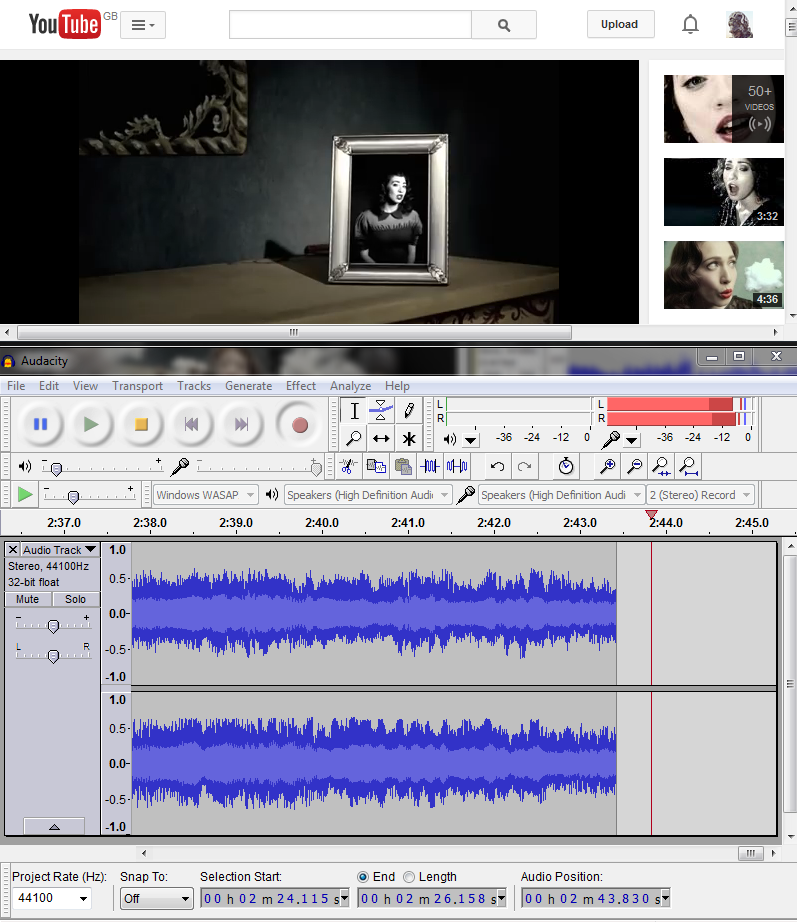 YouTube GB
Upload
50+
VIDEOS
3:32
4:36
Audacity
File Edit View Transport Tracks Generate Effect Analyze Help
L
R
-36 -24 -12 0
L
R
-36 -24 -12 0
Windows WASAP
Speakers (High Definition Audi
Speakers (High Definition Audi
2 (Stereo) Record
2:37.0 2:38.0 2:39.0 2:40.0 2:41.0 2:42.0 2:43.0 2:44.0 2:45.0
Audio Track
Stereo, 44100Hz
32-bit float
Mute Solo
- +
L R
1.0
0.5
0.0
-0.5
-1.0
1.0
0.5
0.0
-0.5
-1.0
Project Rate (Hz): Snap To: Selection Start: End Length Audio Position:
44100 Off 00 h 02 m 24.115 s 00 h 02 m 26.158 s 00 h 02 m 43.830 s